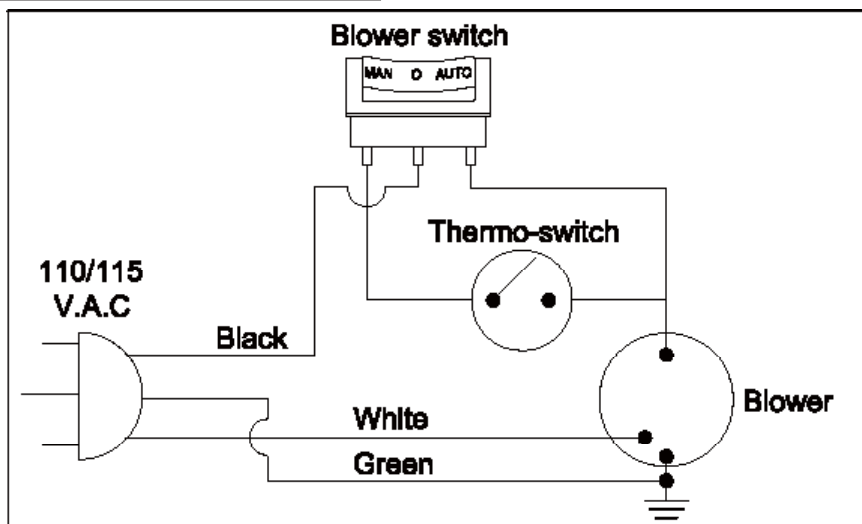 Blower switch
MAN O AUTO
Thermo-switch
110/115
V.A.C
Black
Blower
White
Green